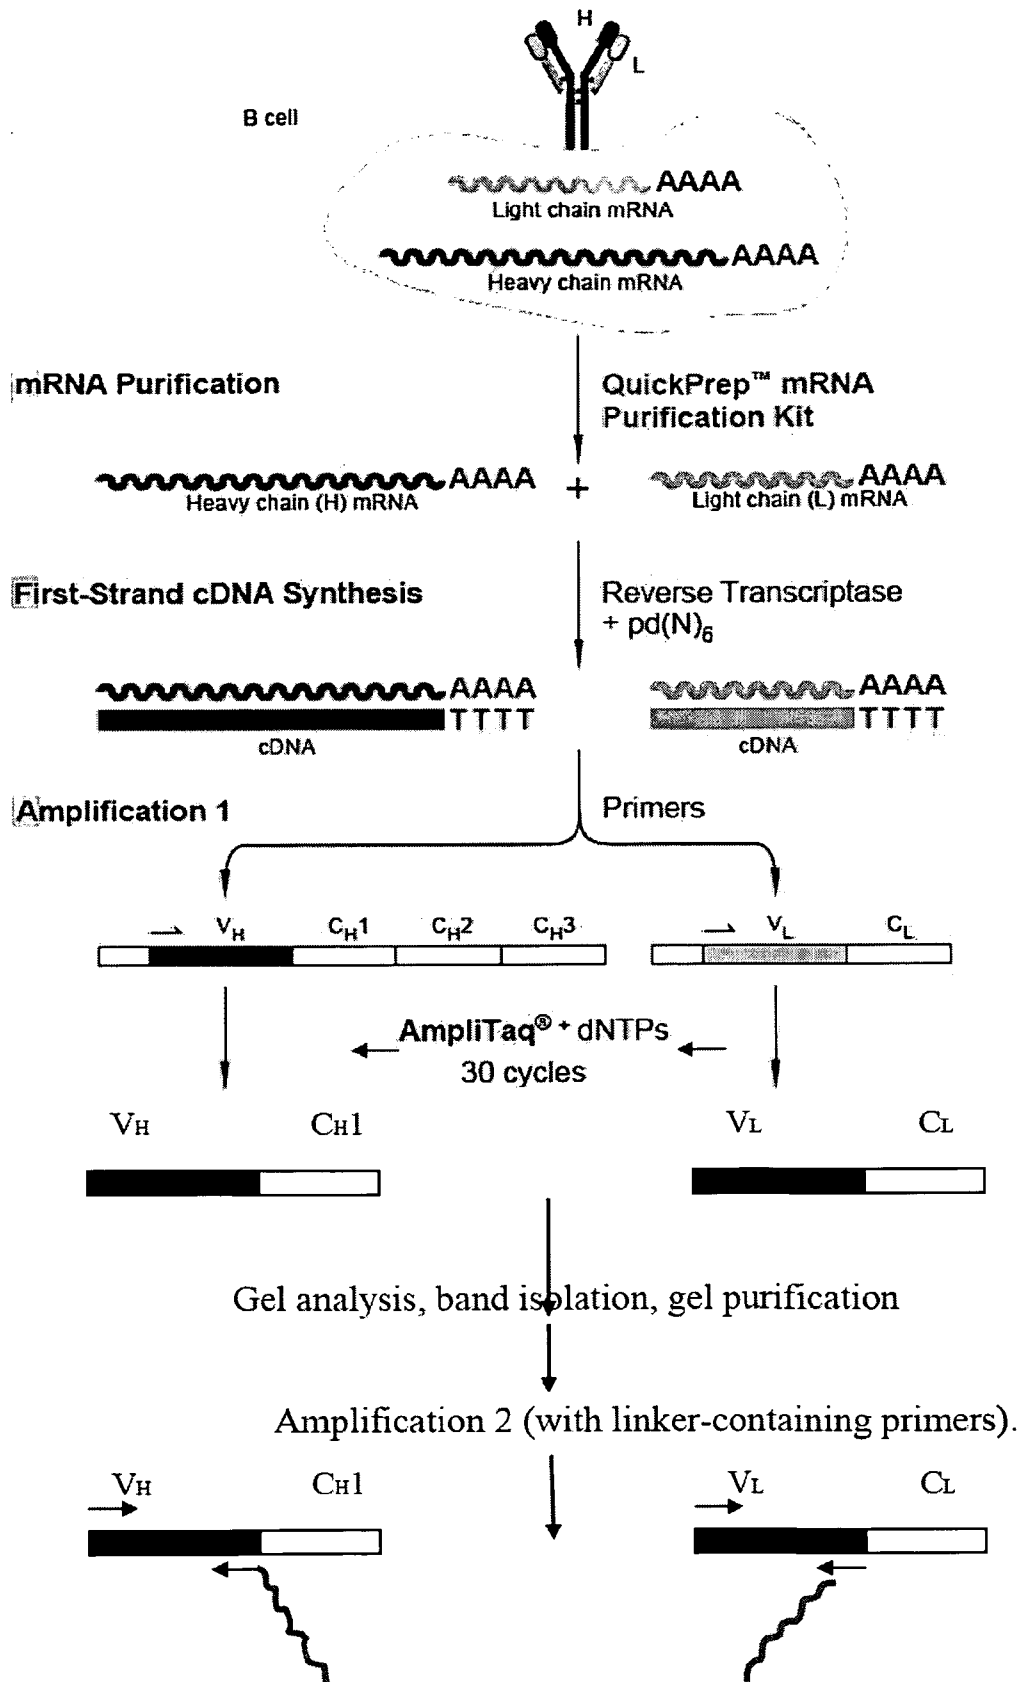 H
L
B cell
AAAA
Light chain mRNA
AAAA
Heavy chain mRNA
mRNA Purification
QuickPrep™ mRNA
Purification Kit
AAAA + AAAA
Heavy chain (H) mRNA Light chain (L) mRNA
First-Strand cDNA Synthesis
Reverse Transcriptase
+ pd(N)6
AAAA AAAA
TTTT TTTT
cDNA cDNA
Amplification 1 Primers
VH CH1 CH2 CH3 VL CL
AmpliTaq® + dNTPs
30 cycles
VH CH1 VL CL
Gel analysis, band isolation, gel purification
Amplification 2 (with linker-containing primers).
VH CH1 VL CL